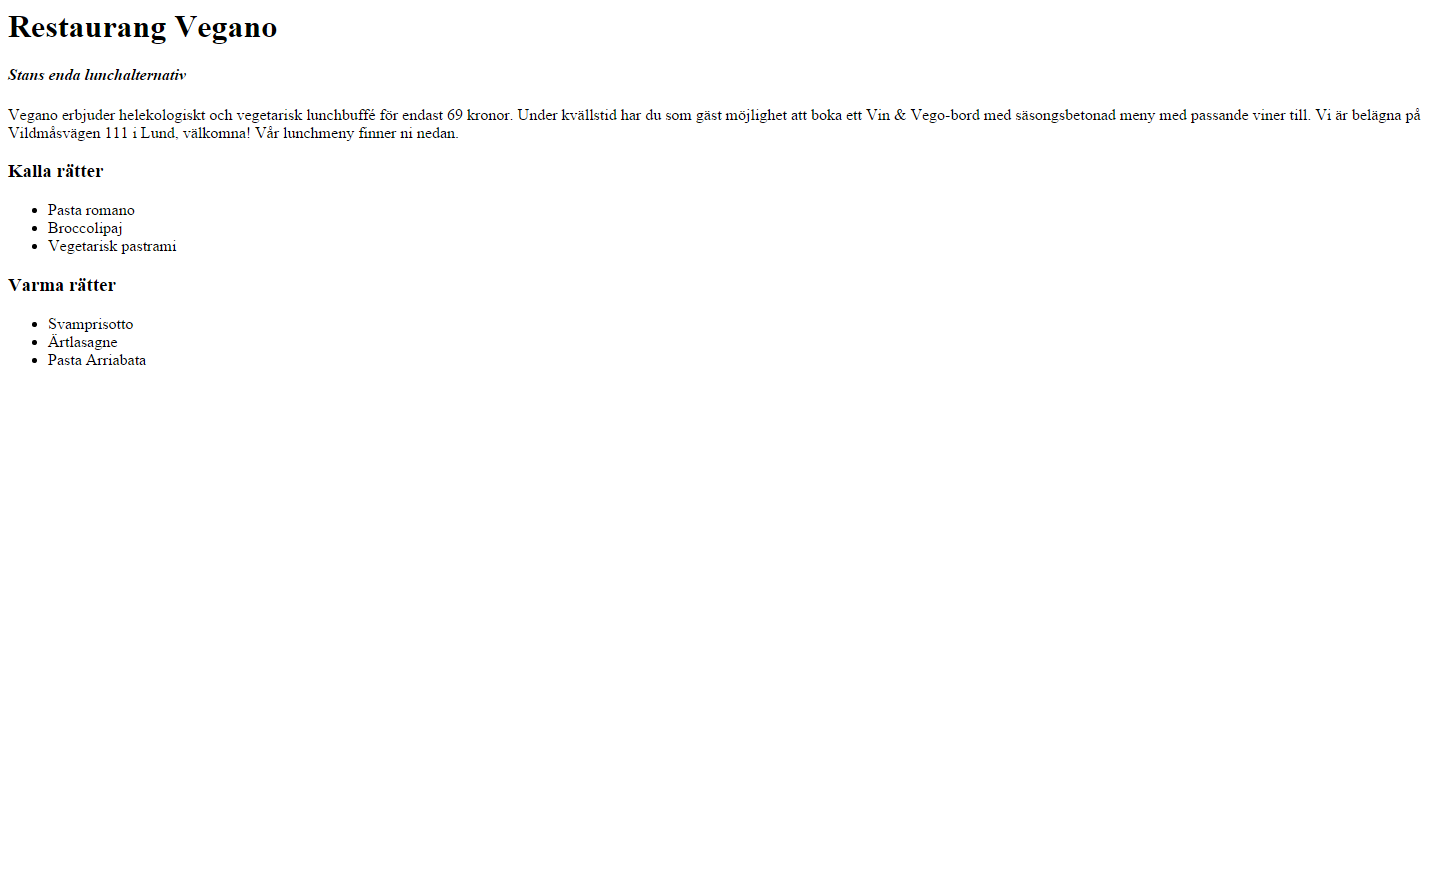 Restaurang Vegano
Stans enda lunchalternativ
Vegano erbjuder helekologiskt och vegetarisk lunchbuffé för endast 69 kronor. Under kvällstid har du som gäst möjlighet att boka ett Vin & Vego-bord med säsongsbetonad meny med passande viner till. Vi är belägna på
Vildmåsvägen 111 i Lund, välkomna! Vår lunchmeny finner ni nedan.
Kalla rätter
• Pasta romano
• Broccolipaj
• Vegetarisk pastrami
Varma rätter
• Svamprisotto
• Ärtlasagne
• Pasta Arriabata